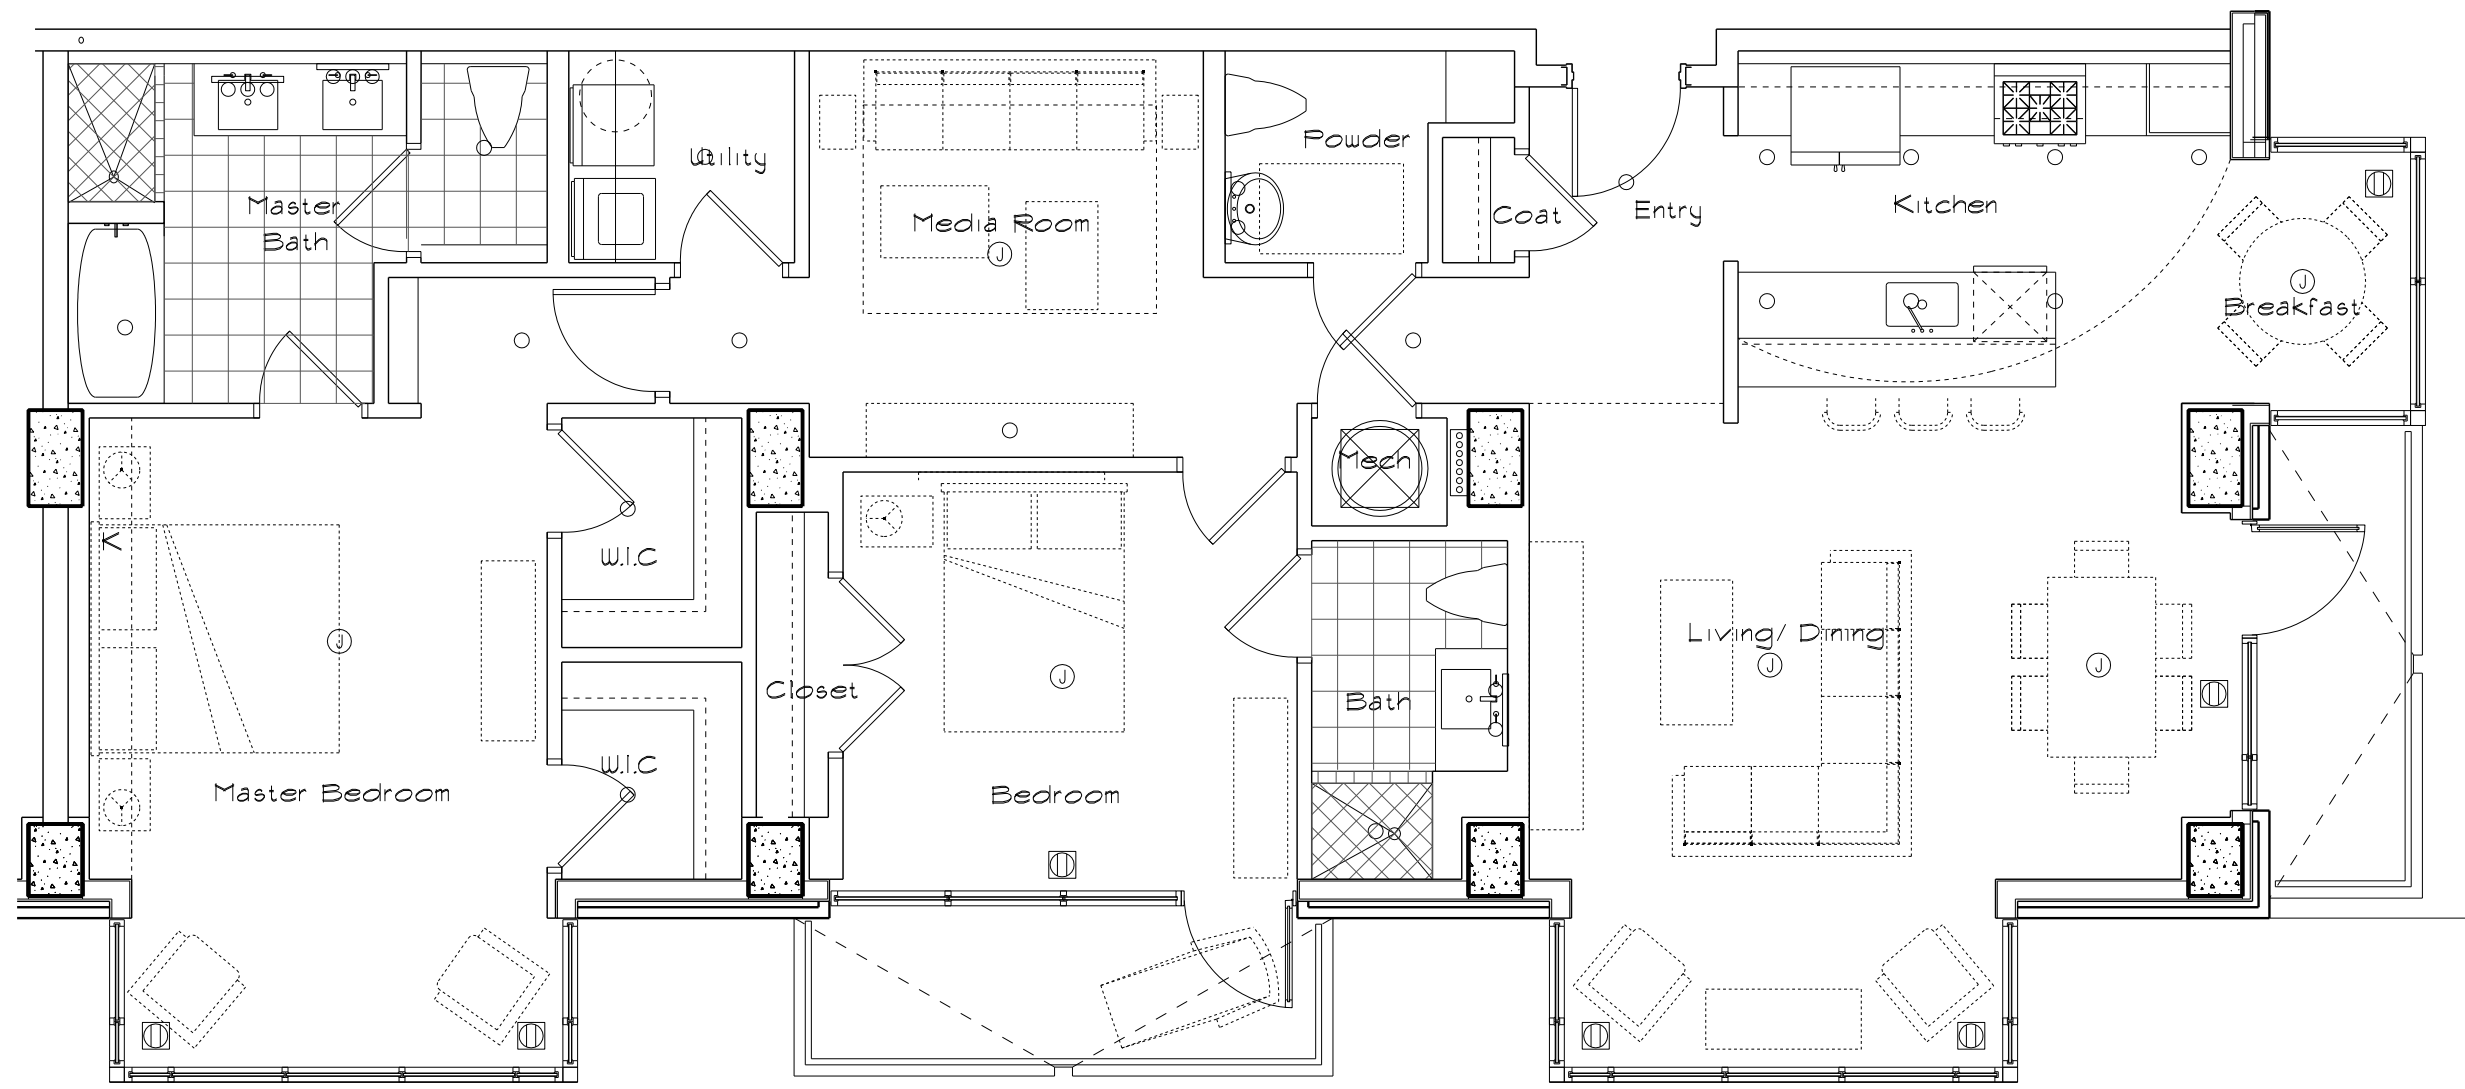 Master
Bath
Utility
Media Room
J
Powder
Coat
Entry
Kitchen
J
Breakfast
K
W.I.C
Mech
J
Master Bedroom
W.I.C
Closet
J
Bedroom
Bath
Living/ Dining
J
J